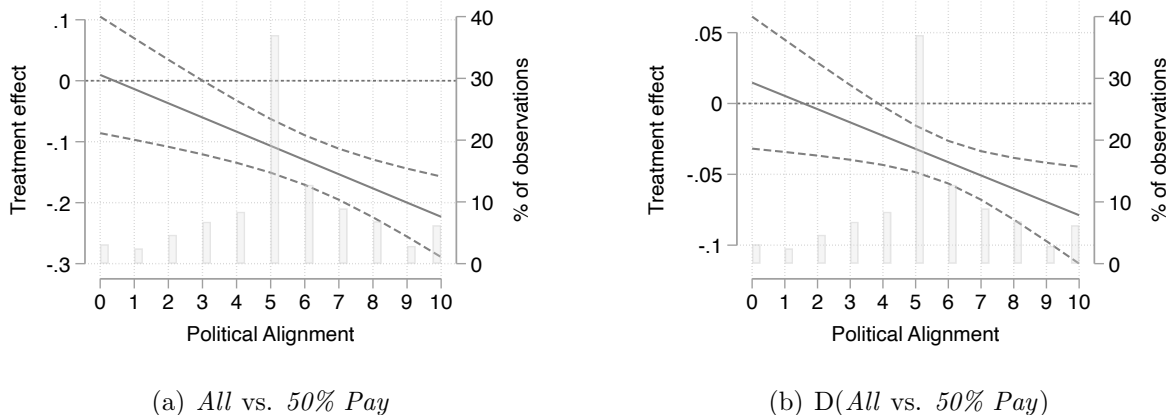 .1
0
-.1
-.2
-.3
Treatment effect
40
30
20
10
0
% of observations
0 1 2 3 4 5 6 7 8 9 10
Political Alignment
(a) All vs. 50% Pay
.05
0
-.05
-.1
Treatment effect
40
30
20
10
0
% of observations
0 1 2 3 4 5 6 7 8 9 10
Political Alignment
(b) D(All vs. 50% Pay)